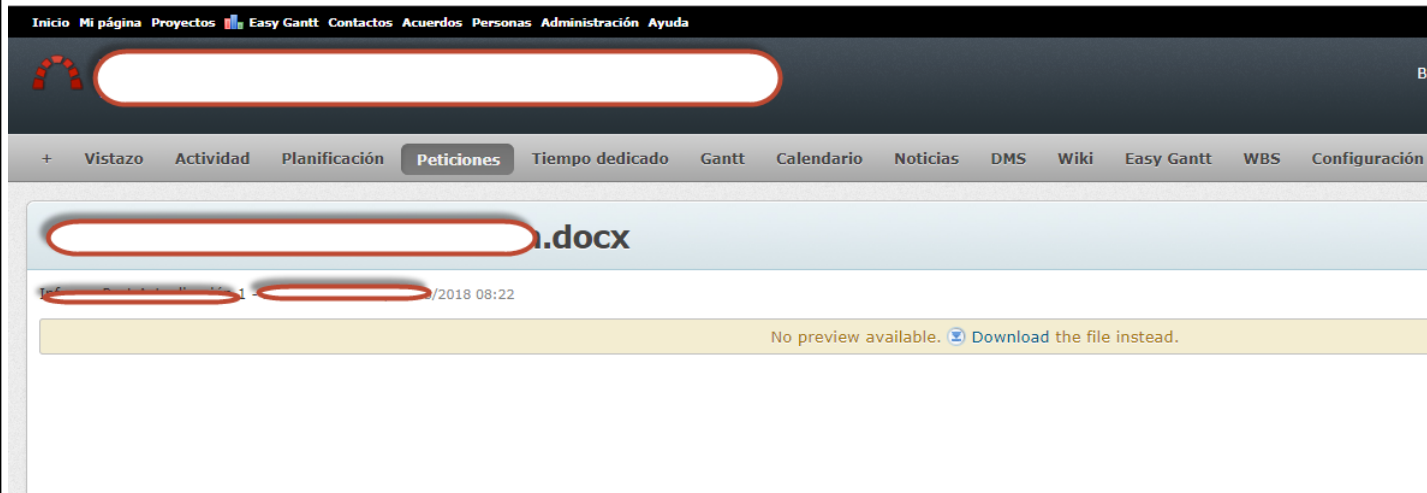 Inicio Mi página Proyectos Easy Gantt Contactos Acuerdos Personas Administración Ayuda
B
+ Vistazo Actividad Planificación Peticiones Tiempo dedicado Gantt Calendario Noticias DMS Wiki Easy Gantt WBS Configuración
.docx
1 - /2018 08:22
No preview available. Download the file instead.